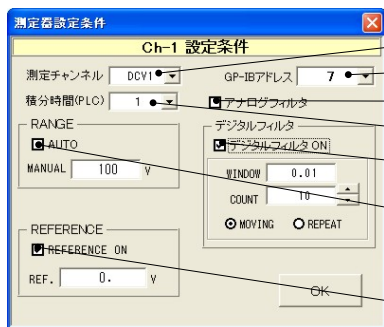 測定器設定条件
Ch-1 設定条件
測定チャンネル DCV1 GP-IBアドレス 7
積分時間(PLC) 1 アナログフィルタ
RANGE デジタルフィルタ
AUTO デジタルフィルタ ON
MANUAL 100 V WINDOW 0.01
COUNT 10
MOVING REPEAT
REFERENCE
REFERENCE ON
REF. 0. V OK